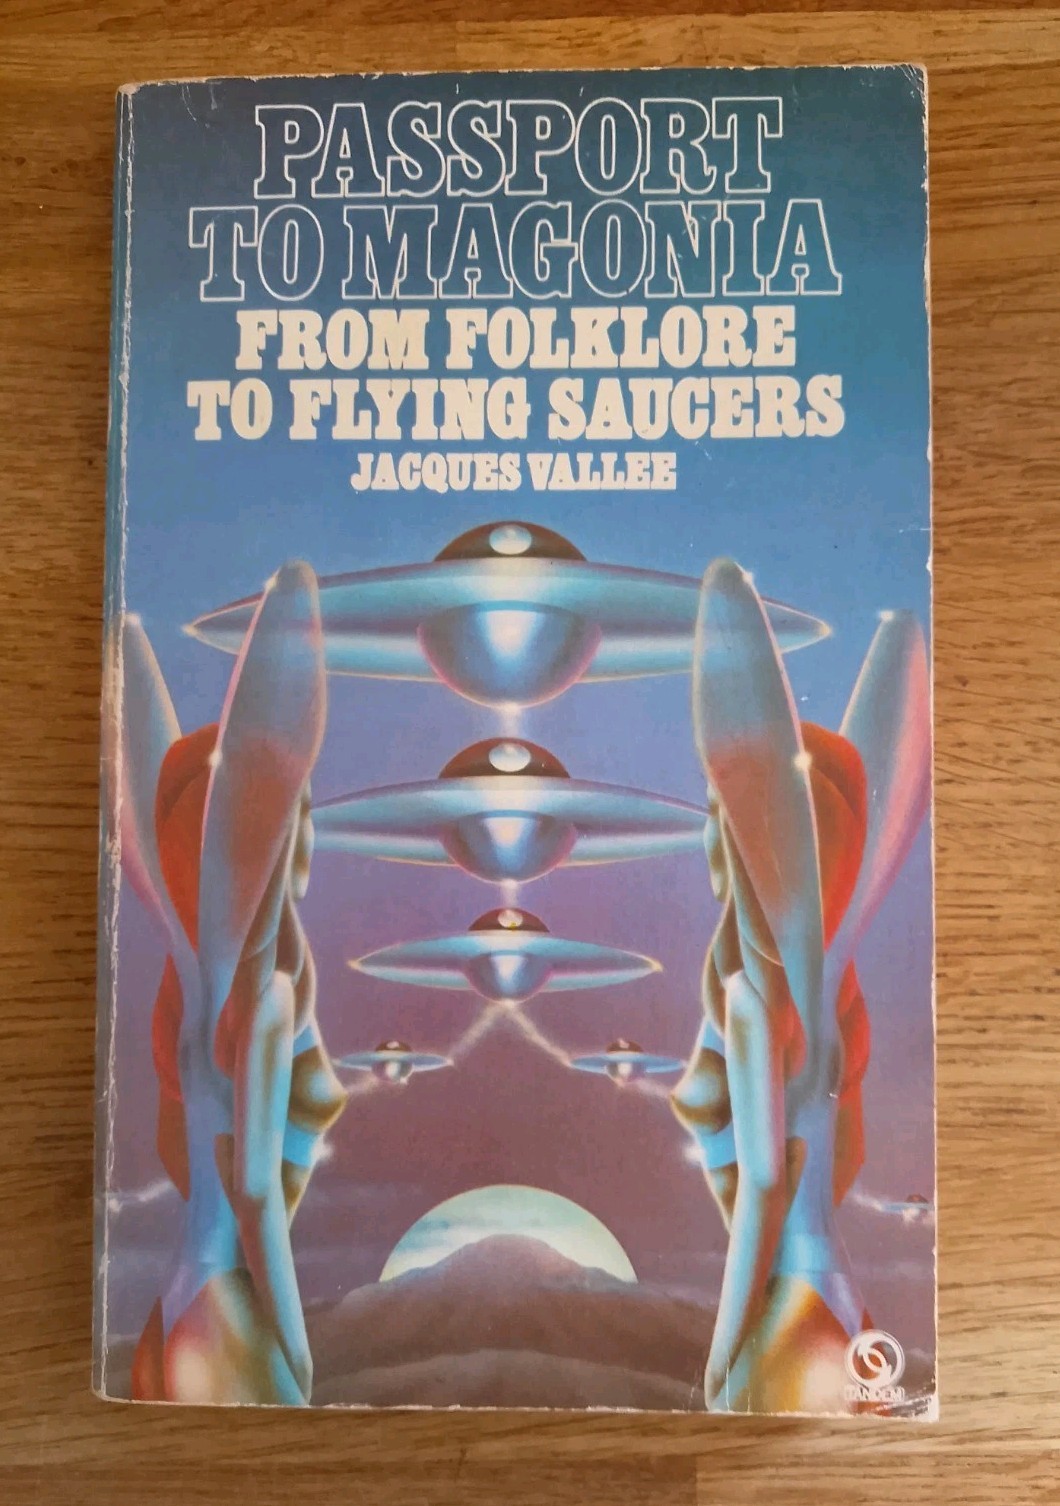 PASSPORT
TO MAGONIA
FROM FOLKLORE
TO FLYING SAUCERS
JACQUES VALLEE
TANDEM